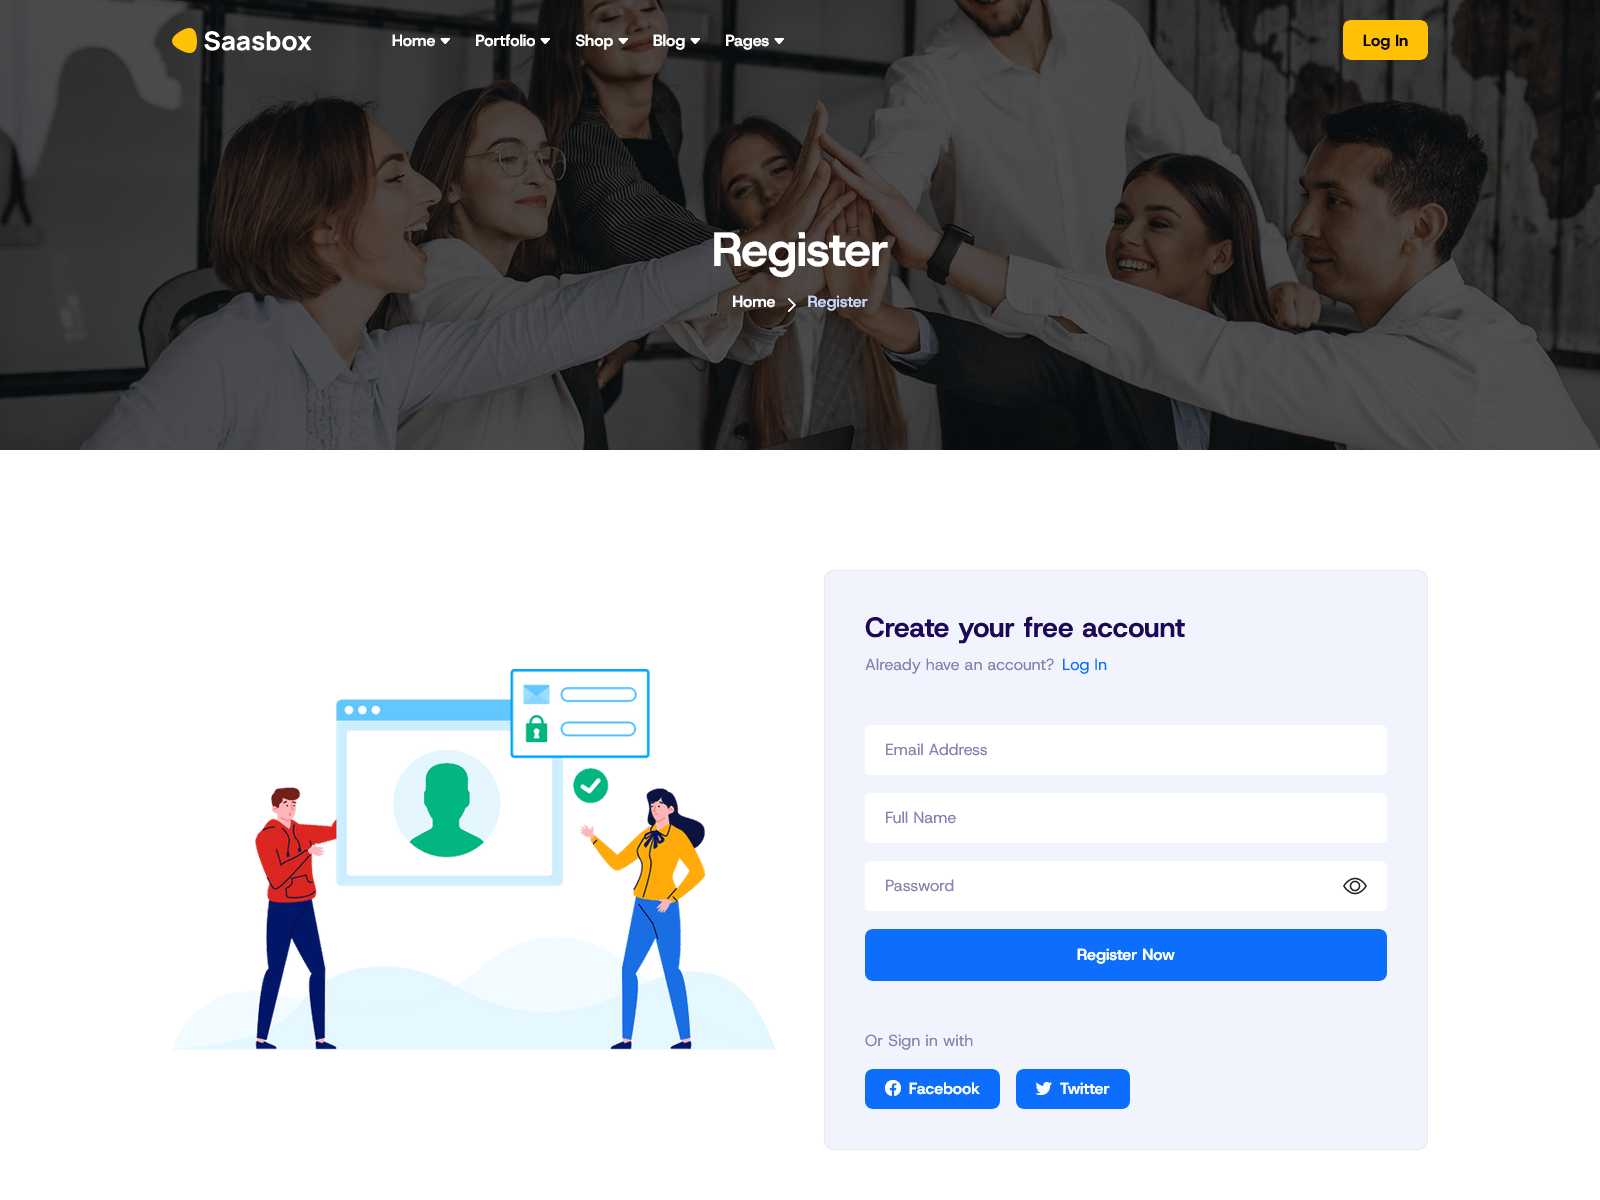 Saasbox
Home Portfolio Shop Blog Pages
Log In
Register
Home Register
Create your free account
Already have an account? Log In
Email Address
Full Name
Password
Register Now
Or Sign in with
Facebook Twitter